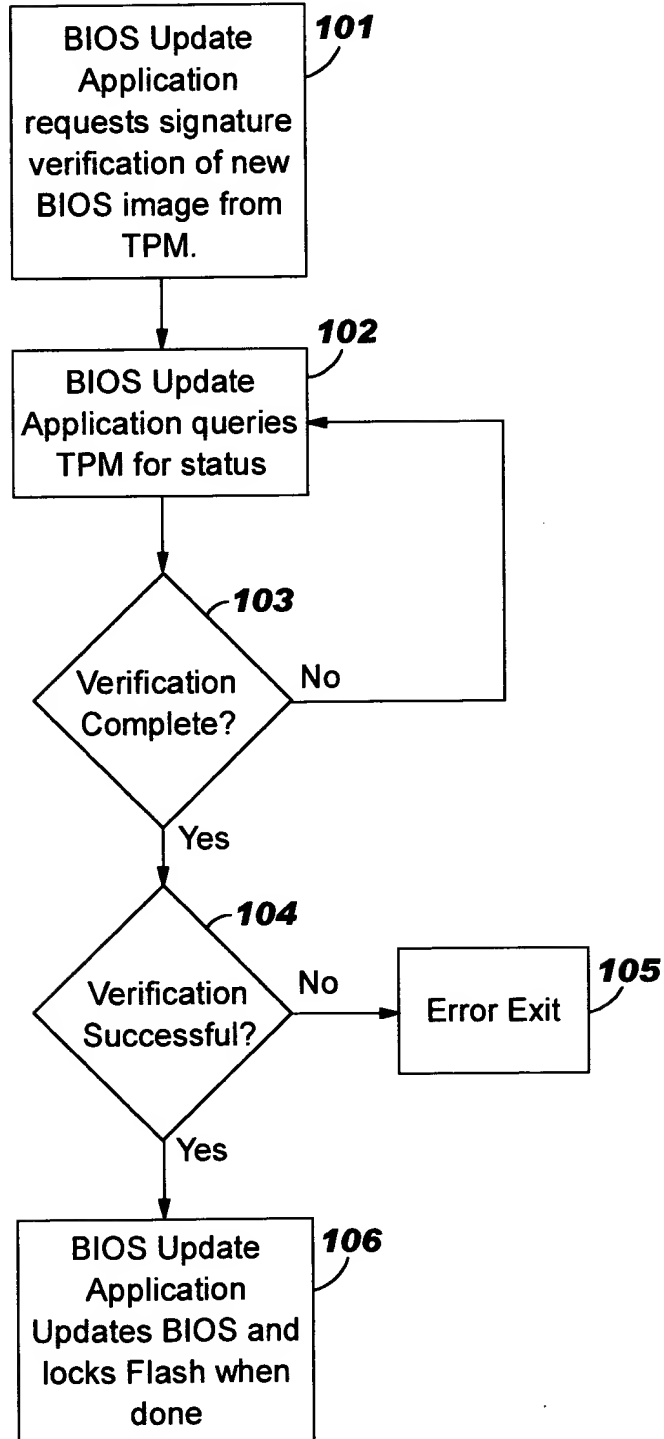 BIOS Update
Application
requests signature
verification of new
BIOS image from
TPM.
101
BIOS Update
Application queries
TPM for status
102
Verification
Complete?
103
No
Yes
Verification
Successful?
104
No
Error Exit
105
Yes
BIOS Update
Application
Updates BIOS and
locks Flash when
done
106